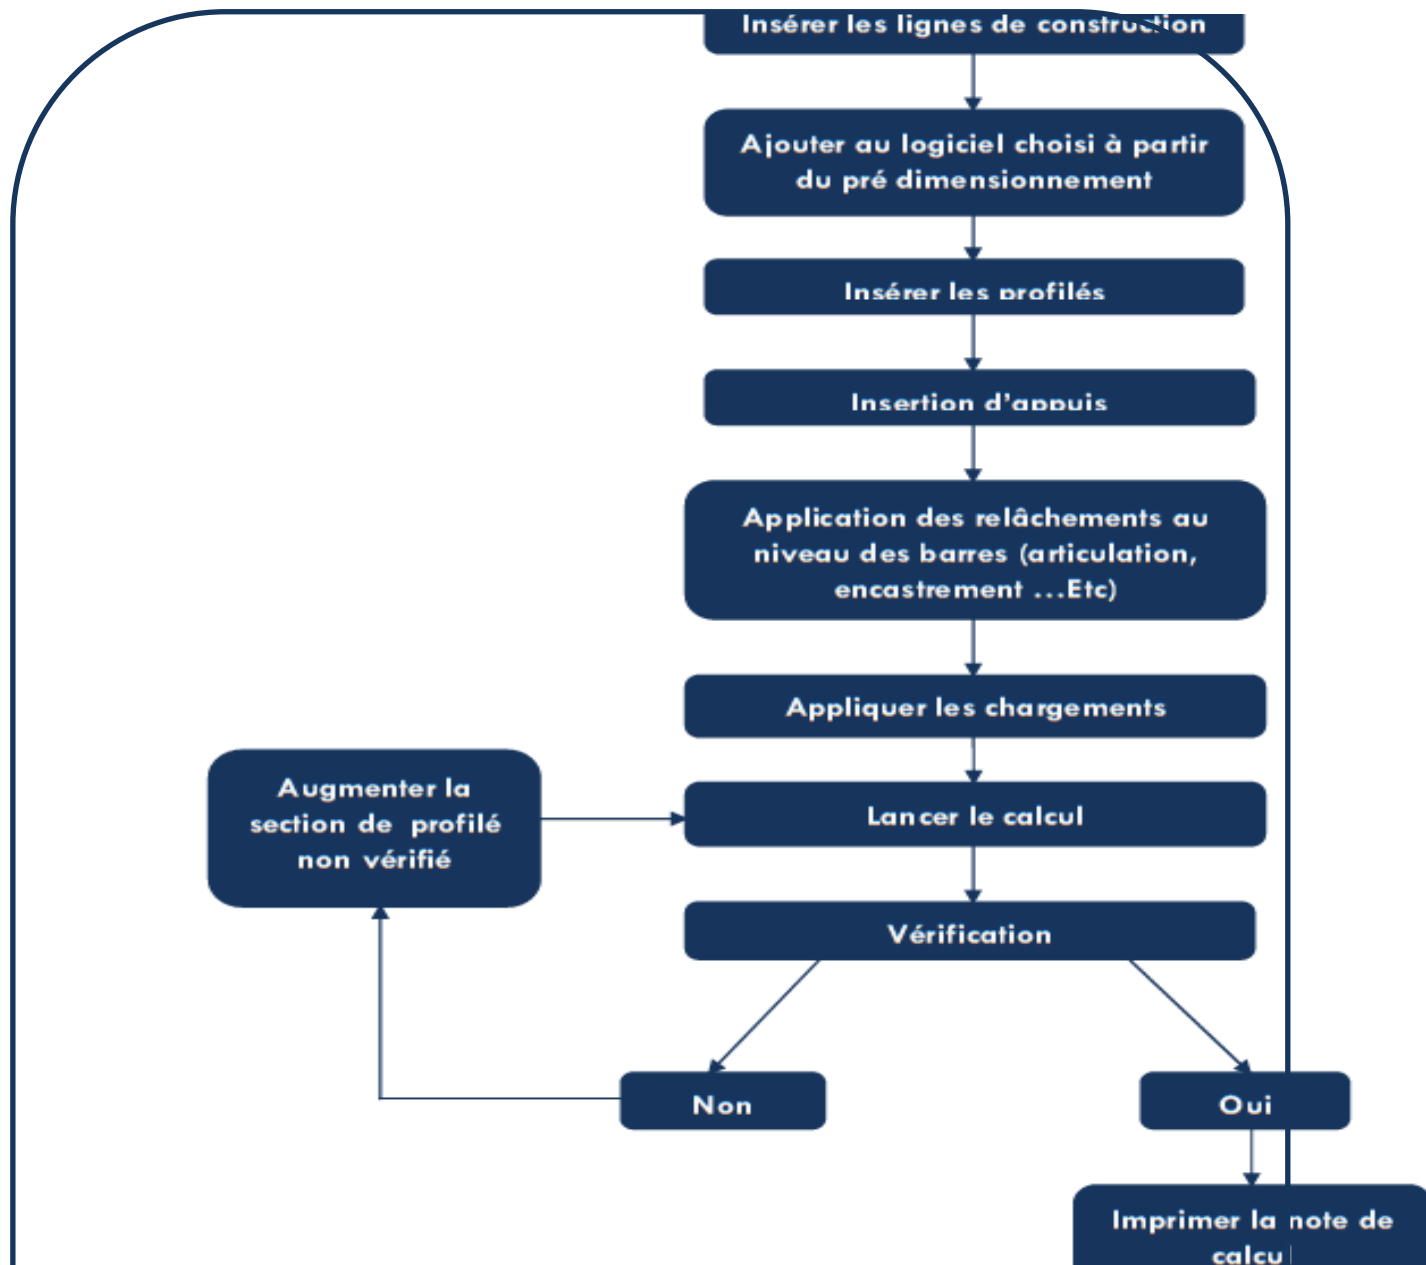 Insérer les lignes de construction
Ajouter au logiciel choisi à partir
du pré dimensionnement
Insérer les profilés
Insertion d'appuis
Application des relâchements au
niveau des barres (articulation,
encastrement ...Etc)
Appliquer les chargements
Augmenter la
section de profilé
non vérifié
Lancer le calcul
Vérification
Non
Oui
Imprimer la note de
calcul